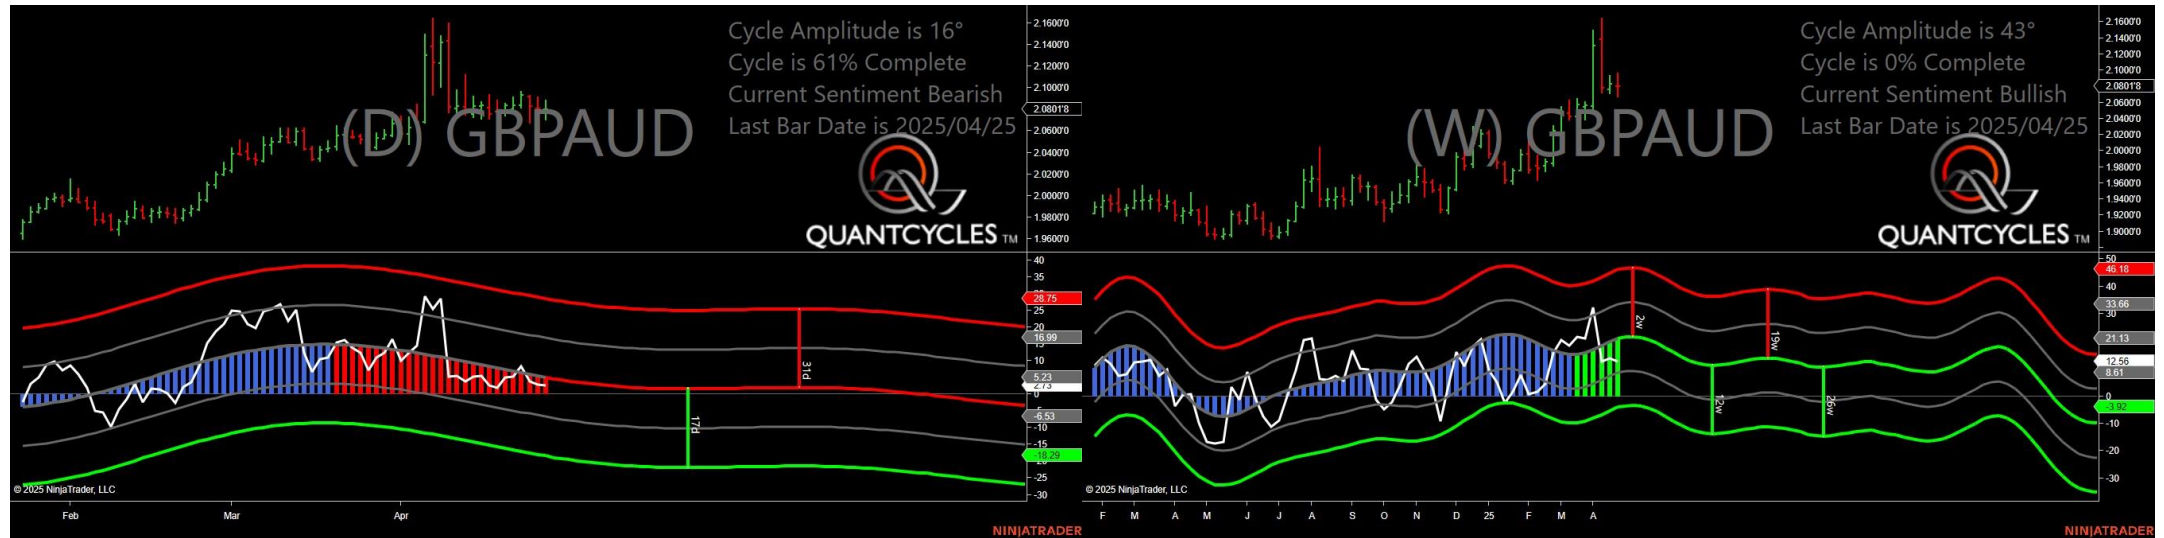 Cycle Amplitude is 16°
Cycle is 61% Complete
Current Sentiment Bearish
Last Bar Date is 2025/04/25
(D) GBPAUD
QUANTCYCLES TM
2.1600'0
2.1400'0
2.1200'0
2.1000'0
2.0801'8
2.0600'0
2.0400'0
2.0200'0
2.0000'0
1.9800'0
1.9600'0
40
35
28.75
25
20
16.99
15
10
5.23
2.73
0
-6.53
-10
-15
-18.29
-25
-30
31d
17d
© 2025 NinjaTrader, LLC
Feb Mar Apr
NINJATRADER
Cycle Amplitude is 43°
Cycle is 0% Complete
Current Sentiment Bullish
Last Bar Date is 2025/04/25
(W) GBPAUD
QUANTCYCLES TM
2.1600'0
2.1400'0
2.1200'0
2.1000'0
2.0801'8
2.0600'0
2.0400'0
2.0200'0
2.0000'0
1.9800'0
1.9600'0
1.9400'0
1.9200'0
1.9000'0
50
46.18
40
33.66
30
21.13
12.56
8.61
0
-3.92
-10
-20
-30
2w
19w
12w
26w
© 2025 NinjaTrader, LLC
F M A M J J A S O N D 25 F M A
NINJATRADER